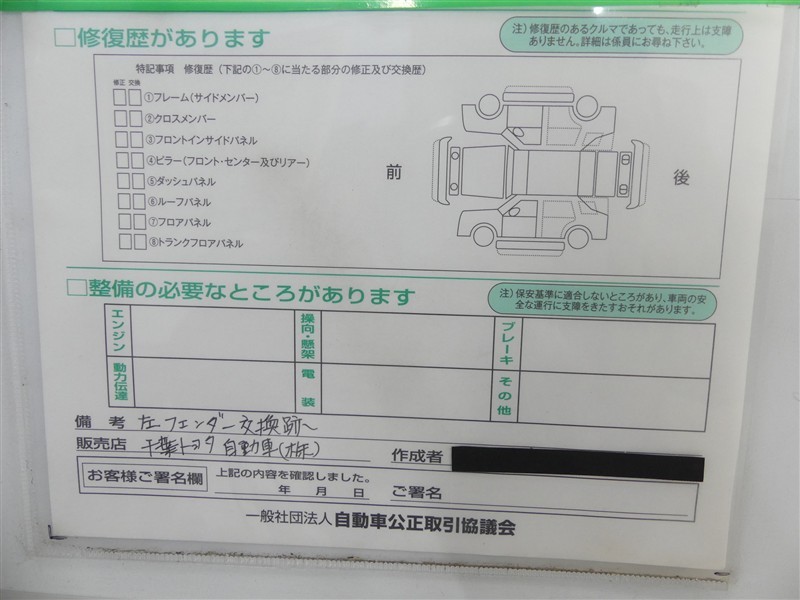 □修復歴があります
注）修復歴のあるクルマであっても、走行上は支障
ありません。詳細は係員にお尋ね下さい。
特記事項 修復歴（下記の①〜⑧に当たる部分の修正及び交換歴）
修正 交換
□□①フレーム（サイドメンバー）
□□②クロスメンバー
□□③フロントインサイドパネル
□□④ピラー（フロント・センター及びリアー）
□□⑤ダッシュパネル
□□⑥ルーフパネル
□□⑦フロアパネル
□□⑧トランクフロアパネル
前
後
□整備の必要なところがあります
注）保安基準に適合しないところがあり、車両の安
全な運行に支障をきたすおそれがあります。
エンジン
操向・懸架
ブレーキ
動力伝達
電装
その他
備考 左フェンダー交換跡〜
販売店 千葉トヨタ自動車(株)
作成者
お客様ご署名欄
上記の内容を確認しました。
年 月 日 ご署名
一般社団法人 自動車公正取引協議会